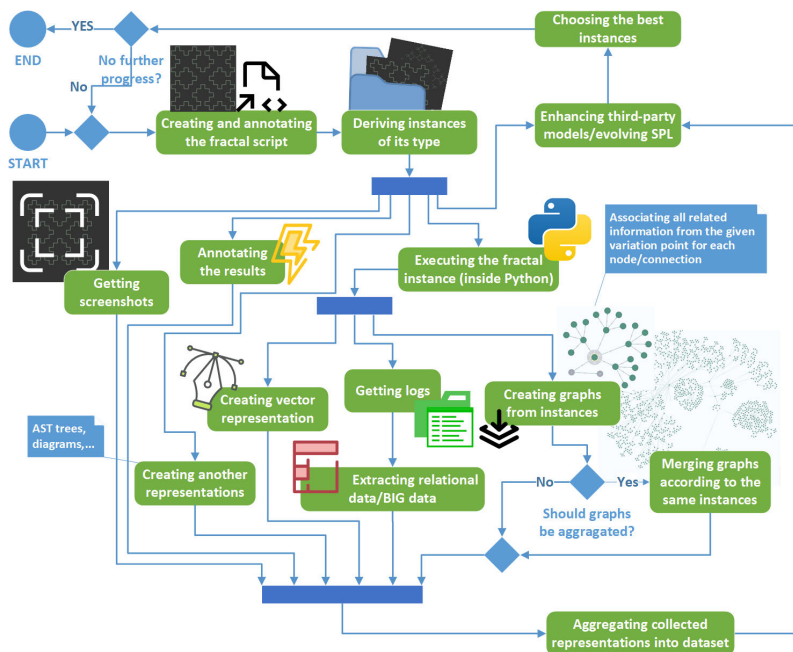 YES
Choosing the best
instances
END
No further
progress?
No
Creating and annotating
the fractal script
Deriving instances
of its type
Enhancing third-party
models/evolving SPL
START
Associating all related
information from the given
variation point for each
node/connection
Annotating
the results
Executing the fractal
instance (inside Python)
Getting
screenshots
Creating vector
representation
Getting logs
Creating graphs
from instances
AST trees,
diagrams,...
Creating another
representations
Extracting relational
data/BIG data
No
Yes
Merging graphs
according to the
same instances
Should graphs
be aggragated?
Aggregating collected
representations into dataset